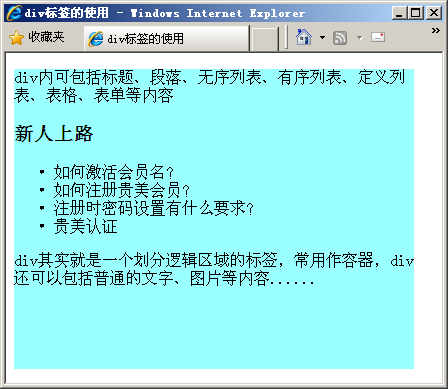 div标签的使用 - Windows Internet Explorer
收藏夹
div标签的使用
div内可包括标题、段落、无序列表、有序列表、定义列
表、表格、表单等内容
新人上路
• 如何激活会员名？
• 如何注册贵美会员？
• 注册时密码设置有什么要求？
• 贵美认证
div其实就是一个划分逻辑区域的标签，常用作容器，div
还可以包括普通的文字、图片等内容......